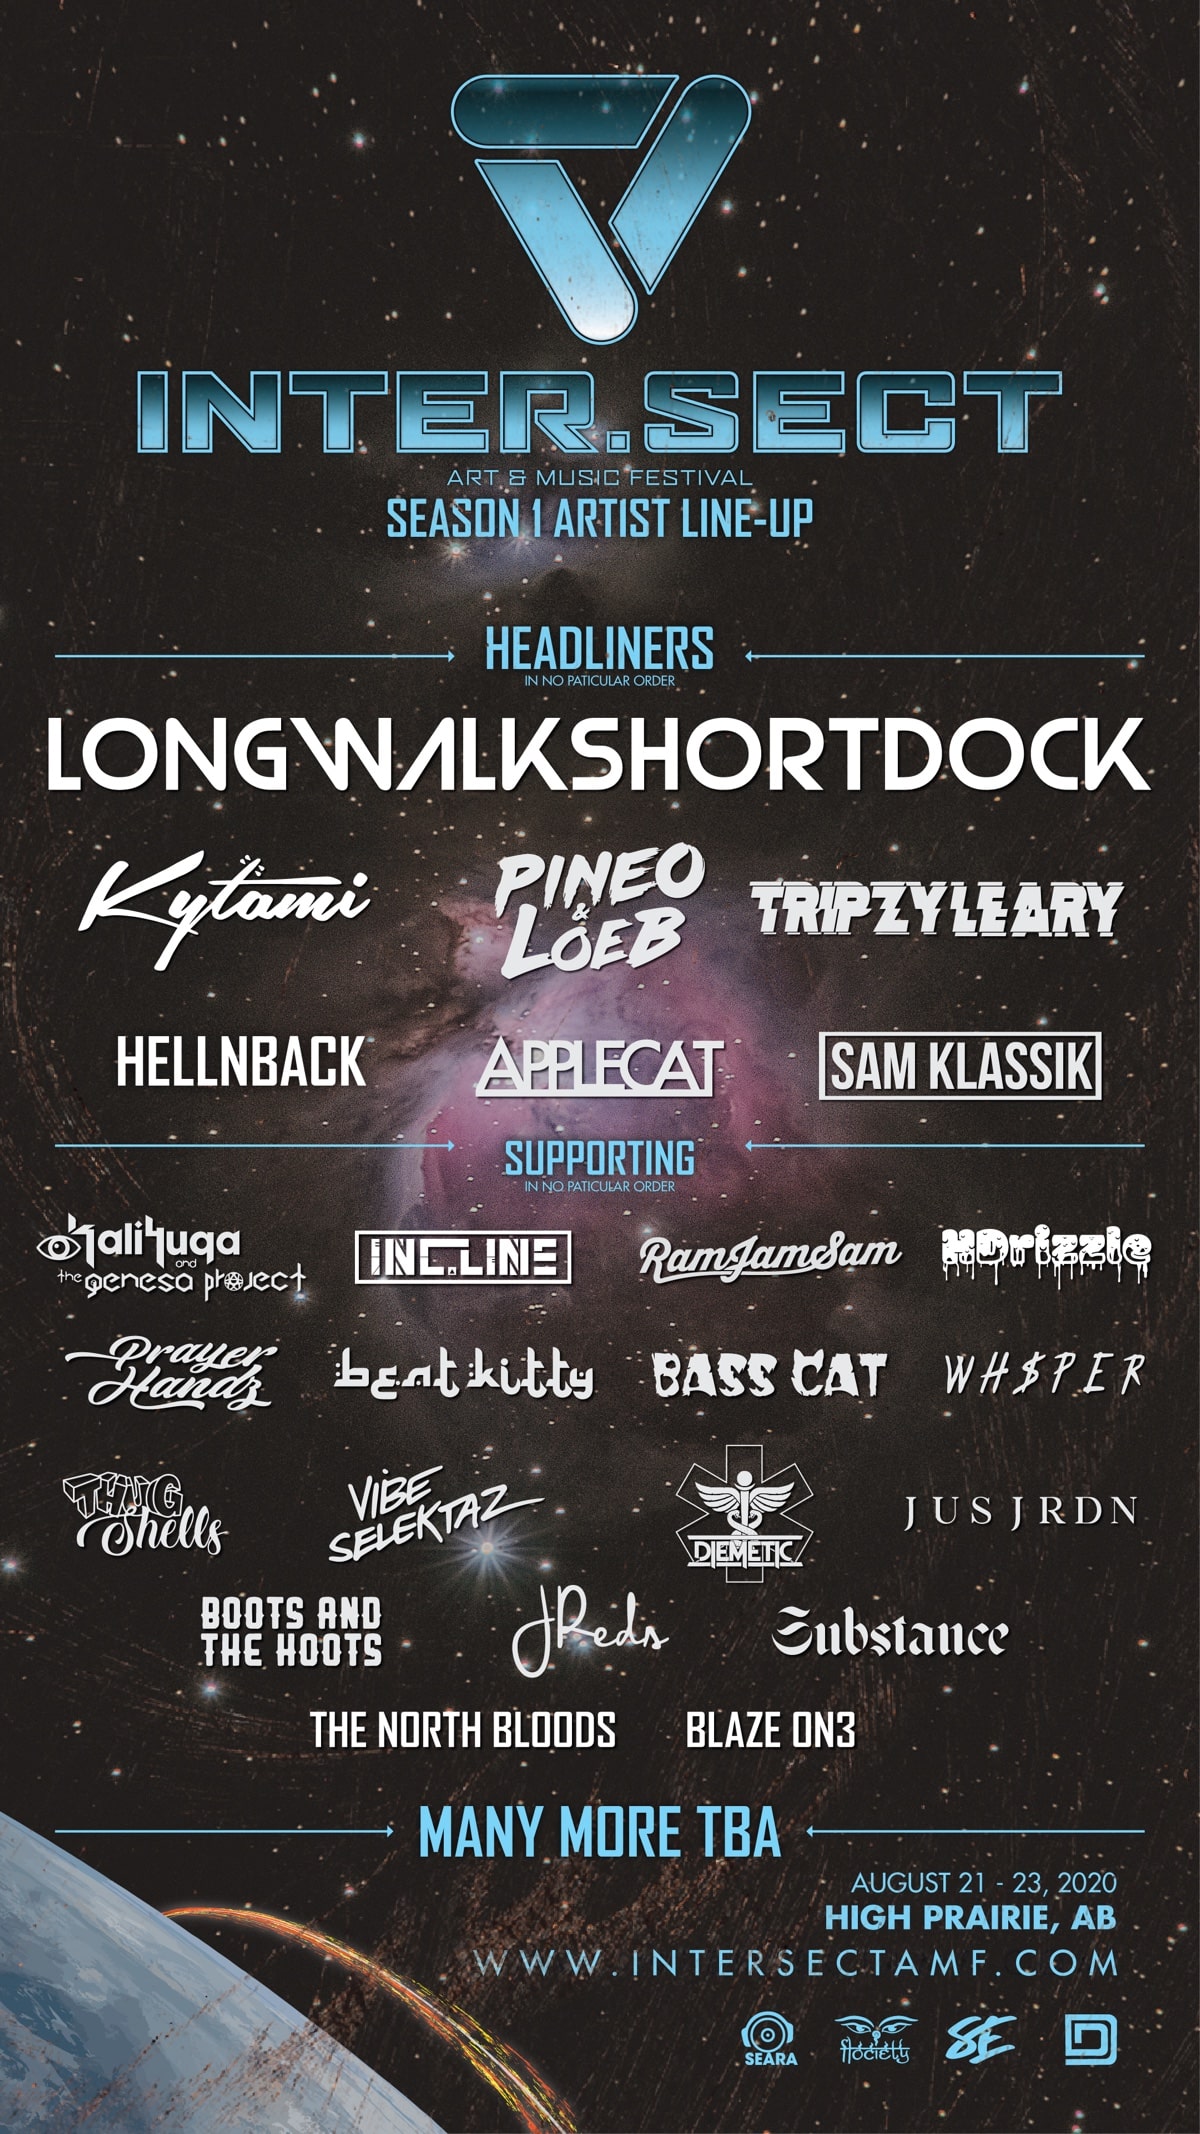 INTER.SECT
ART & MUSIC FESTIVAL
SEASON 1 ARTIST LINE-UP
HEADLINERS
IN NO PATICULAR ORDER
LONGWALKSHORTDOCK
Kytami
PINEO
&
LOEB
TRIPZY LEARY
HELLNBACK
APPLECAT
SAM KLASSIK
SUPPORTING
IN NO PATICULAR ORDER
KaliYuga
and
the genesa project
INC.LINE
RamJamSam
HDrizzle
Prayer
Handz
beat kitty
BASS CAT
WH$PER
THUG
Shells
VIBE
SELEKTAZ
DIEMETIC
JUS JRDN
BOOTS AND
THE HOOTS
JReds
Substance
THE NORTH BLOODS
BLAZE ON3
MANY MORE TBA
AUGUST 21 - 23, 2020
HIGH PRAIRIE, AB
WWW.INTERSECTAMF.COM
SEARA
SE